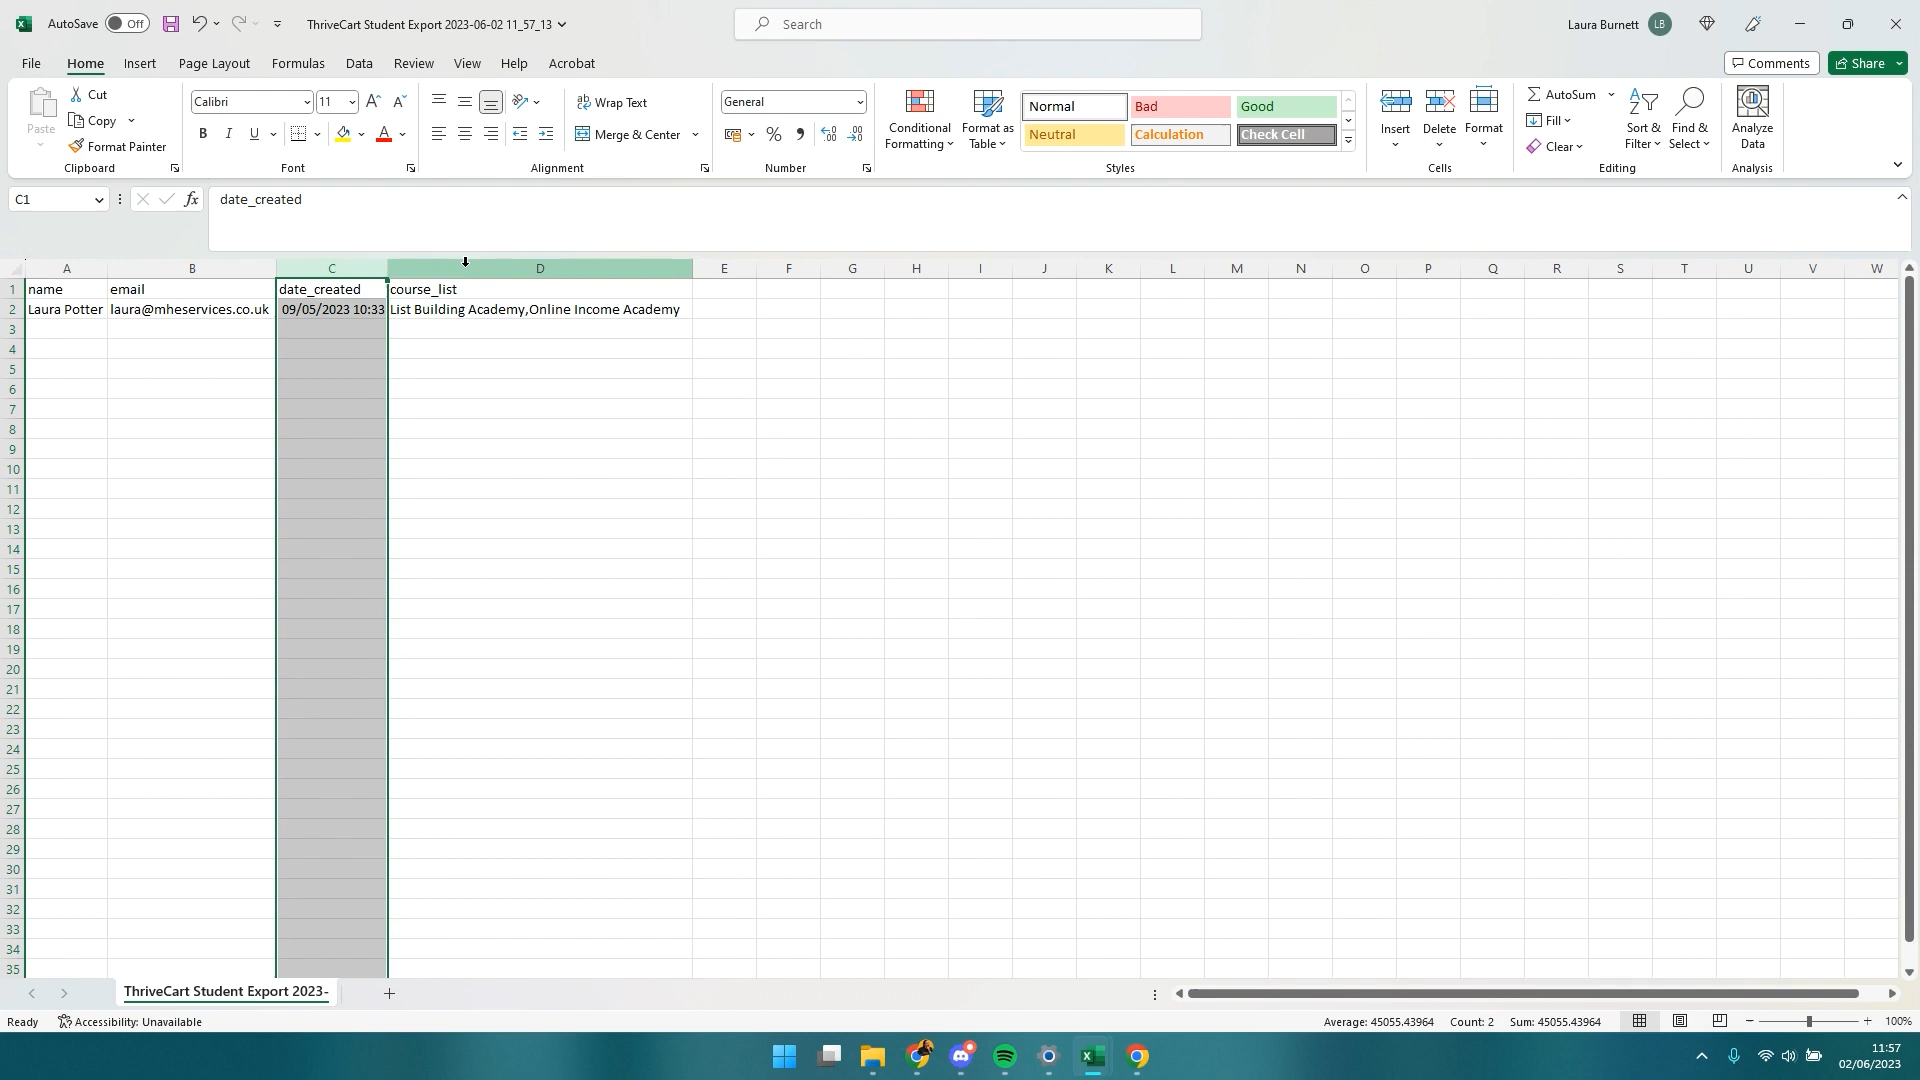 AutoSave Off ThriveCart Student Export 2023-06-02 11_57_13 Search Laura Burnett LB
File Home Insert Page Layout Formulas Data Review View Help Acrobat Comments Share
Paste
Cut
Copy
Format Painter
Clipboard
Calibri 11 A A
B I U A
Font
ab Wrap Text
Merge & Center
Alignment
General
% , 
Number
Conditional Formatting
Format as Table
Normal Bad Good
Neutral Calculation Check Cell
Styles
Insert Delete Format
Cells
AutoSum
Fill
Clear
Sort & Filter
Find & Select
Editing
Analyze Data
Analysis
C1 fx date_created
A B C D E F G H I J K L M N O P Q R S T U V W
1 name email date_created course_list
2 Laura Potter laura@mheservices.co.uk 09/05/2023 10:33 List Building Academy,Online Income Academy
3
4
5
6
7
8
9
10
11
12
13
14
15
16
17
18
19
20
21
22
23
24
25
26
27
28
29
30
31
32
33
34
35
ThriveCart Student Export 2023-
Ready Accessibility: Unavailable Average: 45055.43964 Count: 2 Sum: 45055.43964 100%
11:57
02/06/2023